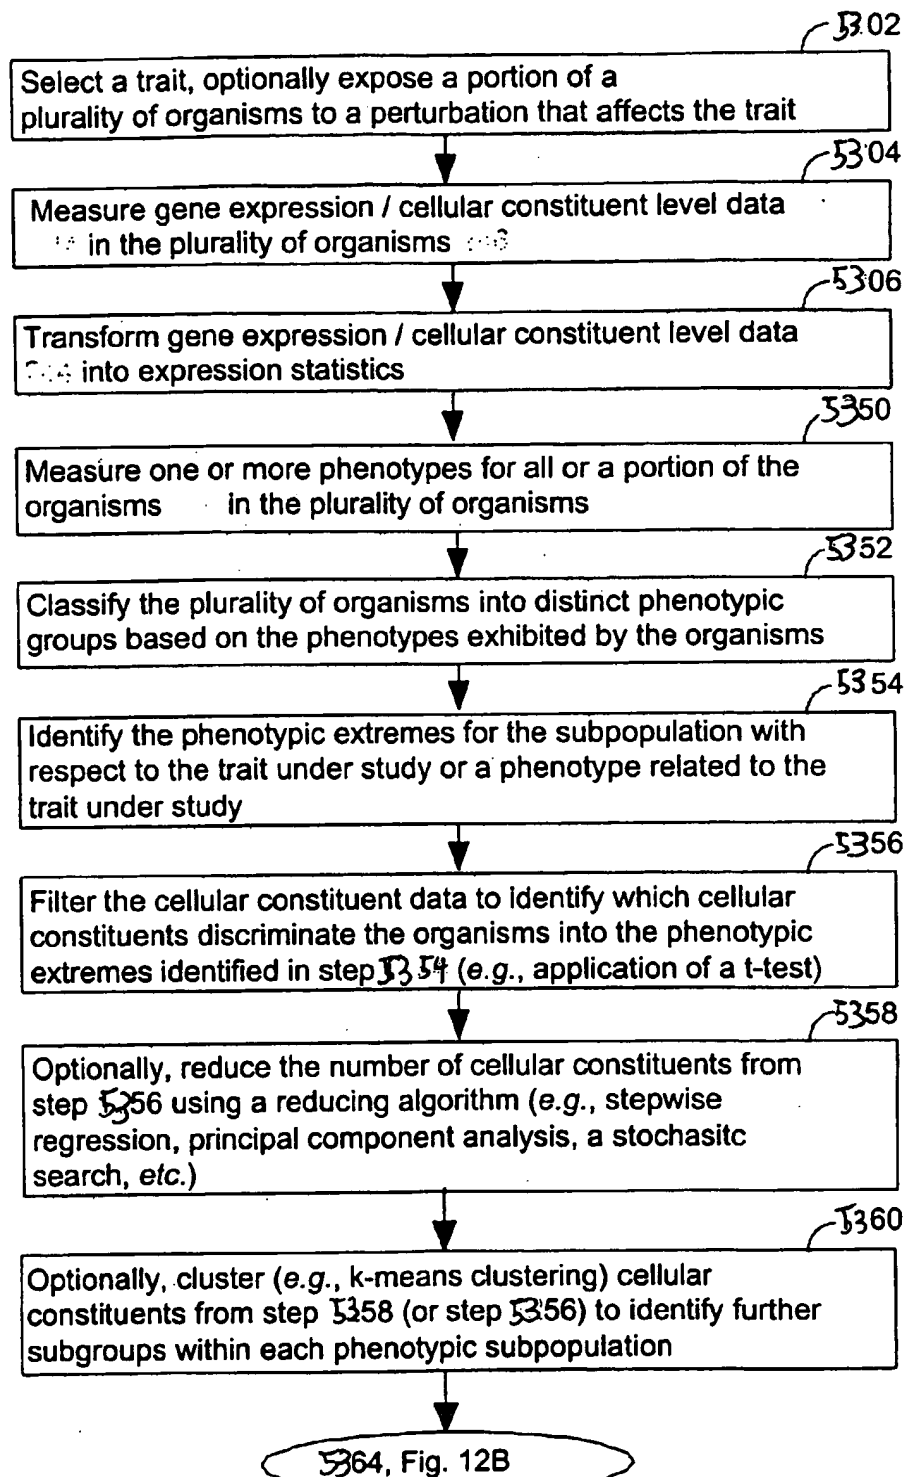 5302
Select a trait, optionally expose a portion of a
plurality of organisms to a perturbation that affects the trait
5304
Measure gene expression / cellular constituent level data
in the plurality of organisms
5306
Transform gene expression / cellular constituent level data
into expression statistics
5350
Measure one or more phenotypes for all or a portion of the
organisms in the plurality of organisms
5352
Classify the plurality of organisms into distinct phenotypic
groups based on the phenotypes exhibited by the organisms
5354
Identify the phenotypic extremes for the subpopulation with
respect to the trait under study or a phenotype related to the
trait under study
5356
Filter the cellular constituent data to identify which cellular
constituents discriminate the organisms into the phenotypic
extremes identified in step 5354 (e.g., application of a t-test)
5358
Optionally, reduce the number of cellular constituents from
step 5356 using a reducing algorithm (e.g., stepwise
regression, principal component analysis, a stochasitc
search, etc.)
5360
Optionally, cluster (e.g., k-means clustering) cellular
constituents from step 5358 (or step 5356) to identify further
subgroups within each phenotypic subpopulation
5364, Fig. 12B